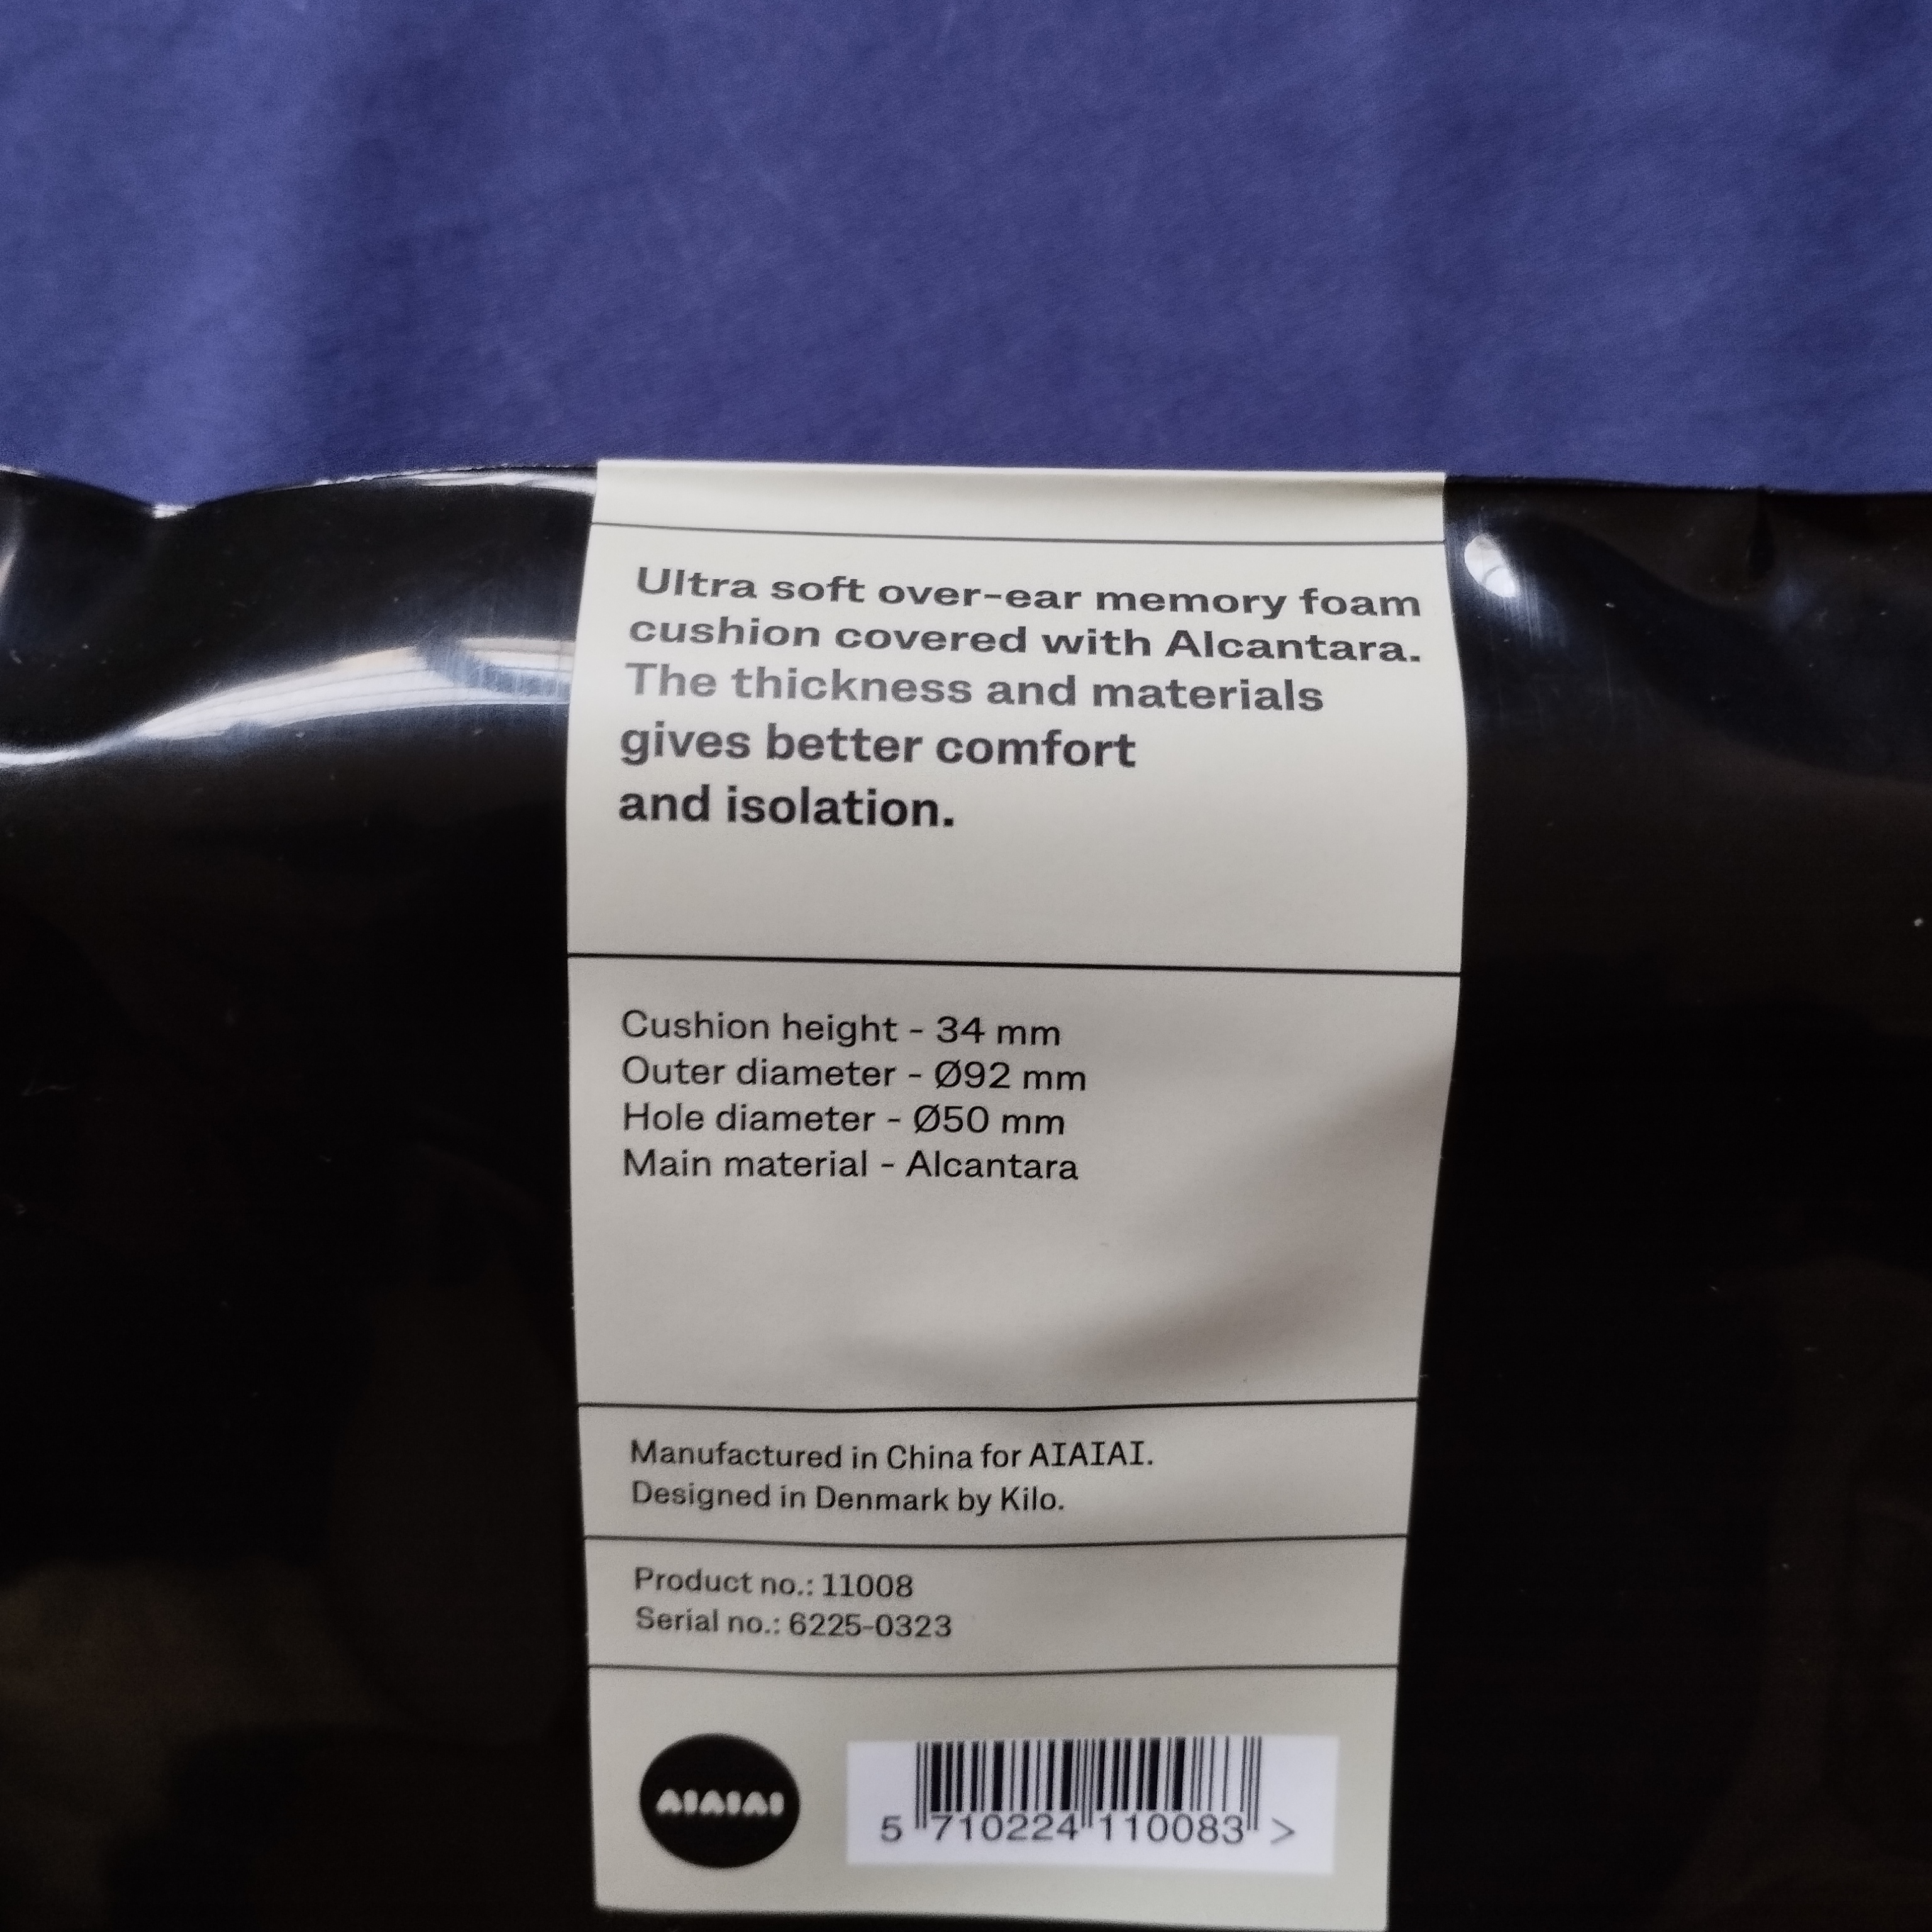 Ultra soft over-ear memory foam
cushion covered with Alcantara.
The thickness and materials
gives better comfort
and isolation.
Cushion height - 34 mm
Outer diameter - Ø92 mm
Hole diameter - Ø50 mm
Main material - Alcantara
Manufactured in China for AIAIAI.
Designed in Denmark by Kilo.
Product no.: 11008
Serial no.: 6225-0323
AIAIAI
5 710224 110083 >